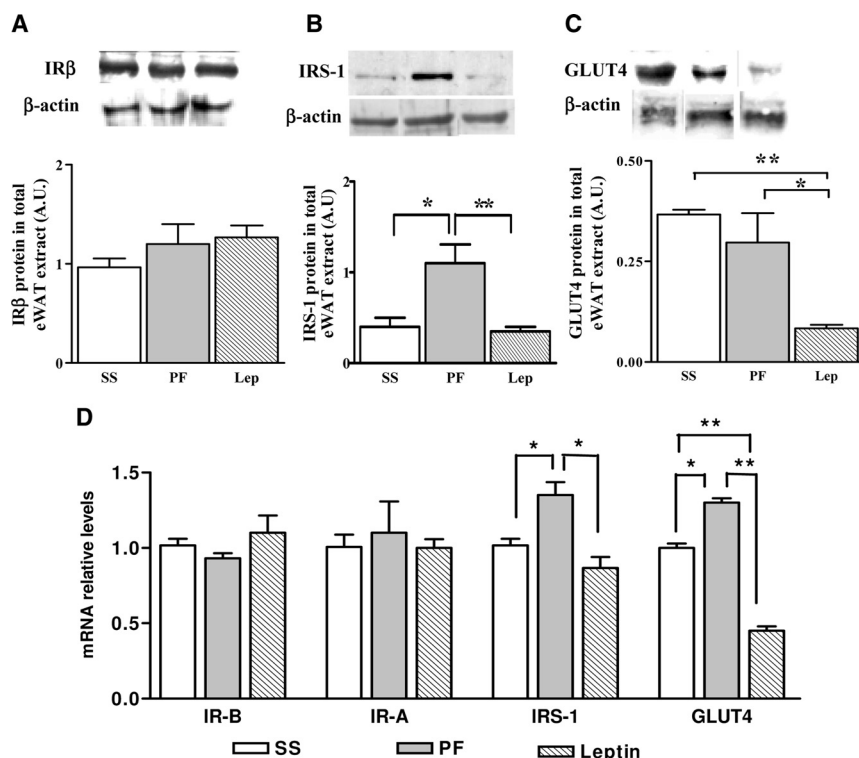 A
IRβ
β-actin
2
1
0
IRβ protein in total
eWAT extract (A.U.)
SS PF Lep
B
IRS-1
β-actin
* **
2
1
0
IRS-1 protein in total
eWAT extract (A.U)
SS PF Lep
C
GLUT4
β-actin
**
*
0.50
0.25
0.00
GLUT4 protein in total
eWAT extract (A.U.)
SS PF Lep
D
**
* * * **
1.5
1.0
0.5
0.0
mRNA relative levels
IR-B IR-A IRS-1 GLUT4
SS PF Leptin